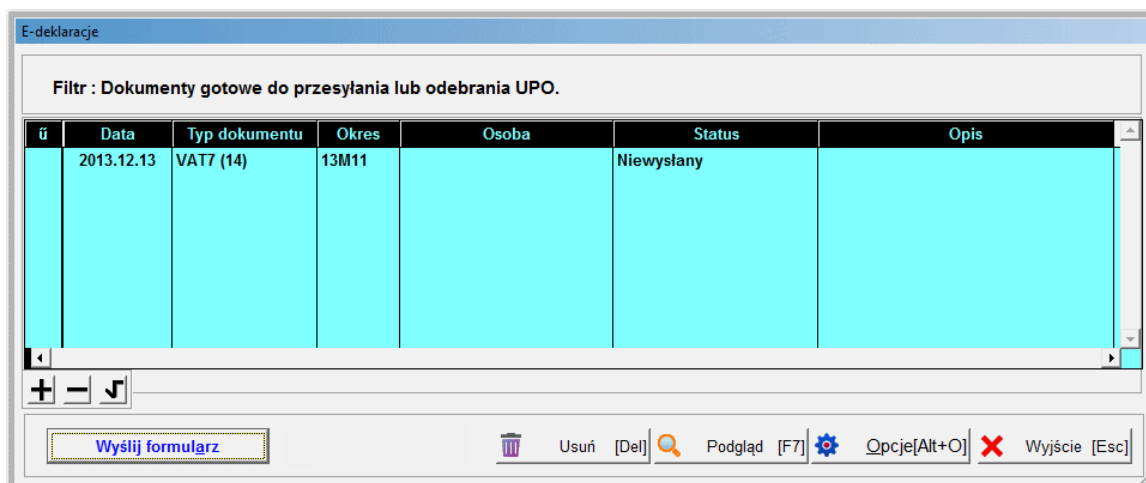 E-deklaracje
Filtr : Dokumenty gotowe do przesyłania lub odebrania UPO.
ű Data Typ dokumentu Okres Osoba Status Opis
2013.12.13 VAT7 (14) 13M11 Niewysłany
Wyślij formularz Usuń [Del] Podgląd [F7] Opcje[Alt+O] Wyjście [Esc]